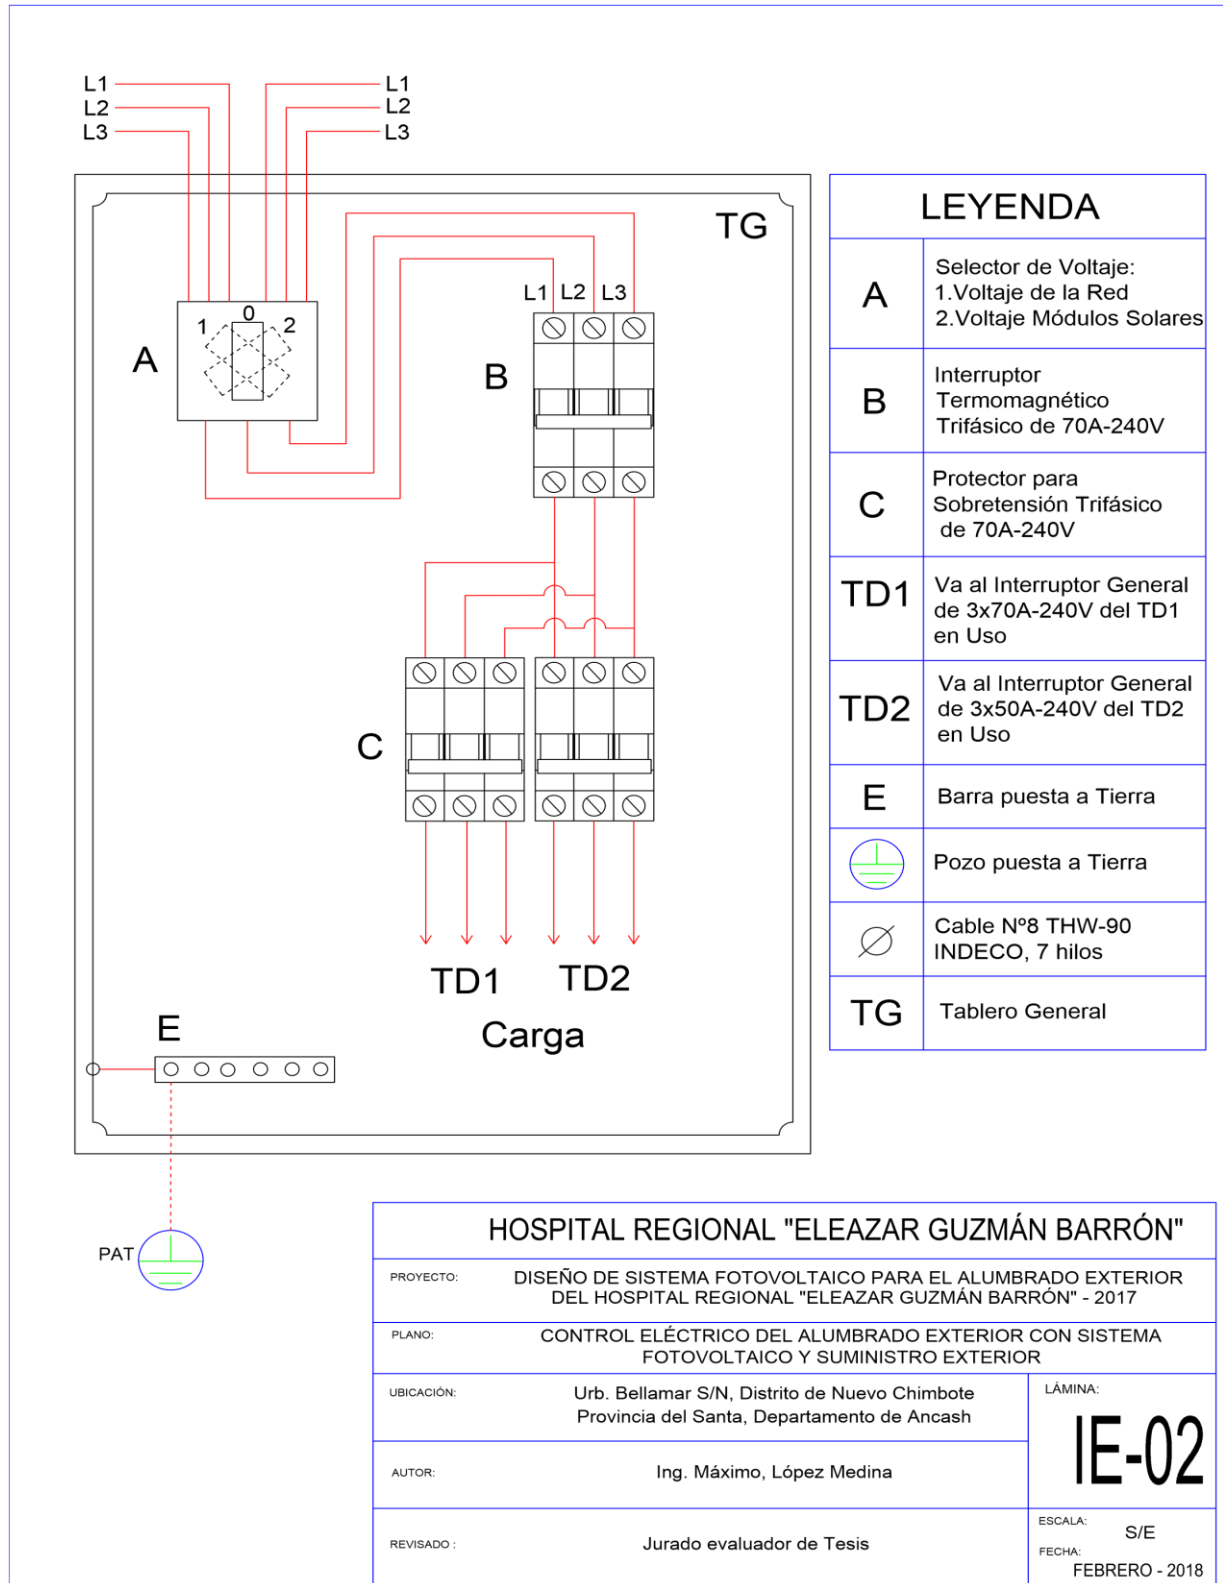 L1
L1
L2
L2
L3
L3
TG
1
0
2
A
L1
L2
L3
B
C
TD1
TD2
Carga
E
PAT
LEYENDA
A
Selector de Voltaje:
1.Voltaje de la Red
2.Voltaje Módulos Solares
B
Interruptor
Termomagnético
Trifásico de 70A-240V
C
Protector para
Sobretensión Trifásico
de 70A-240V
TD1
Va al Interruptor General
de 3x70A-240V del TD1
en Uso
TD2
Va al Interruptor General
de 3x50A-240V del TD2
en Uso
E
Barra puesta a Tierra
Pozo puesta a Tierra
Cable Nº8 THW-90
INDECO, 7 hilos
TG
Tablero General
HOSPITAL REGIONAL "ELEAZAR GUZMÁN BARRÓN"
PROYECTO:
DISEÑO DE SISTEMA FOTOVOLTAICO PARA EL ALUMBRADO EXTERIOR
DEL HOSPITAL REGIONAL "ELEAZAR GUZMÁN BARRÓN" - 2017
PLANO:
CONTROL ELÉCTRICO DEL ALUMBRADO EXTERIOR CON SISTEMA
FOTOVOLTAICO Y SUMINISTRO EXTERIOR
UBICACIÓN:
Urb. Bellamar S/N, Distrito de Nuevo Chimbote
Provincia del Santa, Departamento de Ancash
LÁMINA:
IE-02
AUTOR:
Ing. Máximo, López Medina
REVISADO :
Jurado evaluador de Tesis
ESCALA:
S/E
FECHA:
FEBRERO - 2018